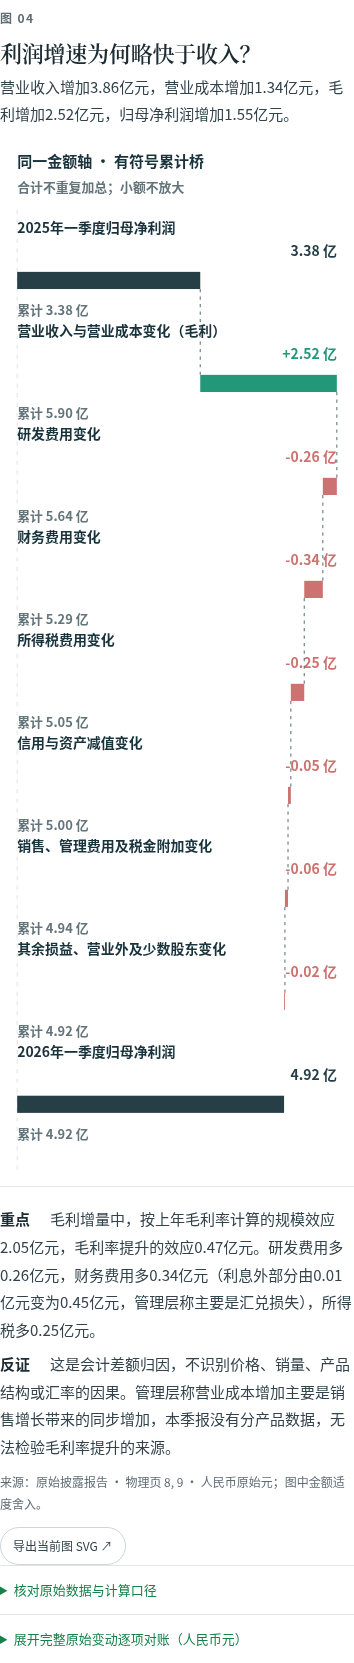 图 04
利润增速为何略快于收入？
营业收入增加3.86亿元，营业成本增加1.34亿元，毛
利增加2.52亿元，归母净利润增加1.55亿元。
同一金额轴 · 有符号累计桥
合计不重复加总；小额不放大
2025年一季度归母净利润
3.38 亿
累计 3.38 亿
营业收入与营业成本变化（毛利）
+2.52 亿
累计 5.90 亿
研发费用变化
-0.26 亿
累计 5.64 亿
财务费用变化
-0.34 亿
累计 5.29 亿
所得税费用变化
-0.25 亿
累计 5.05 亿
信用与资产减值变化
-0.05 亿
累计 5.00 亿
销售、管理费用及税金附加变化
-0.06 亿
累计 4.94 亿
其余损益、营业外及少数股东变化
-0.02 亿
累计 4.92 亿
2026年一季度归母净利润
4.92 亿
累计 4.92 亿
重点 毛利增量中，按上年毛利率计算的规模效应
2.05亿元，毛利率提升的效应0.47亿元。研发费用多
0.26亿元，财务费用多0.34亿元（利息外部分由0.01
亿元变为0.45亿元，管理层称主要是汇兑损失），所得
税多0.25亿元。
反证 这是会计差额归因，不识别价格、销量、产品
结构或汇率的因果。管理层称营业成本增加主要是销
售增长带来的同步增加，本季报没有分产品数据，无
法检验毛利率提升的来源。
来源：原始披露报告 · 物理页 8, 9 · 人民币原始元；图中金额适
度舍入。
导出当前图 SVG ↗
▶ 核对原始数据与计算口径
▶ 展开完整原始变动逐项对账（人民币元）